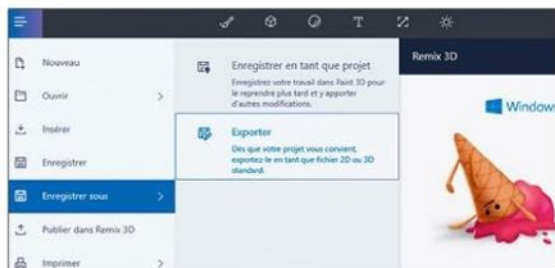 T
Nouveau
Ouvrir
Insérer
Enregistrer
Enregistrer sous
Publier dans Remix 3D
Imprimer
Enregistrer en tant que projet
Enregistrez votre travail dans Paint 3D pour
le reprendre plus tard et y apporter
d'autres modifications.
Exporter
Dès que votre projet vous convient,
exportez-le en tant que fichier 2D ou 3D
standard.
Remix 3D
Windows